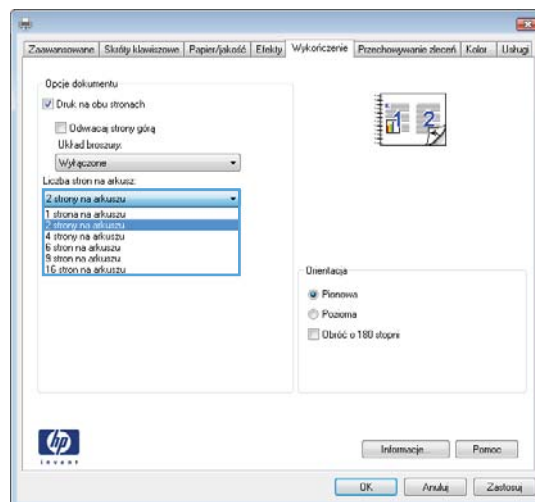 Zaawansowane Skróty klawiszowe Papier/jakość Efekty Wykończenie Przechowywanie zleceń Kolor Usługi
Opcje dokumentu
Druk na obu stronach
Odwracaj strony górą
Układ broszury:
Wyłączone
Liczba stron na arkusz:
2 strony na arkuszu
1 strona na arkuszu
2 strony na arkuszu
4 strony na arkuszu
6 stron na arkuszu
9 stron na arkuszu
16 stron na arkuszu
1 2
Orientacja
Pionowa
Pozioma
Obróć o 180 stopni
hp
invent
Informacje... Pomoc
OK Anuluj Zastosuj